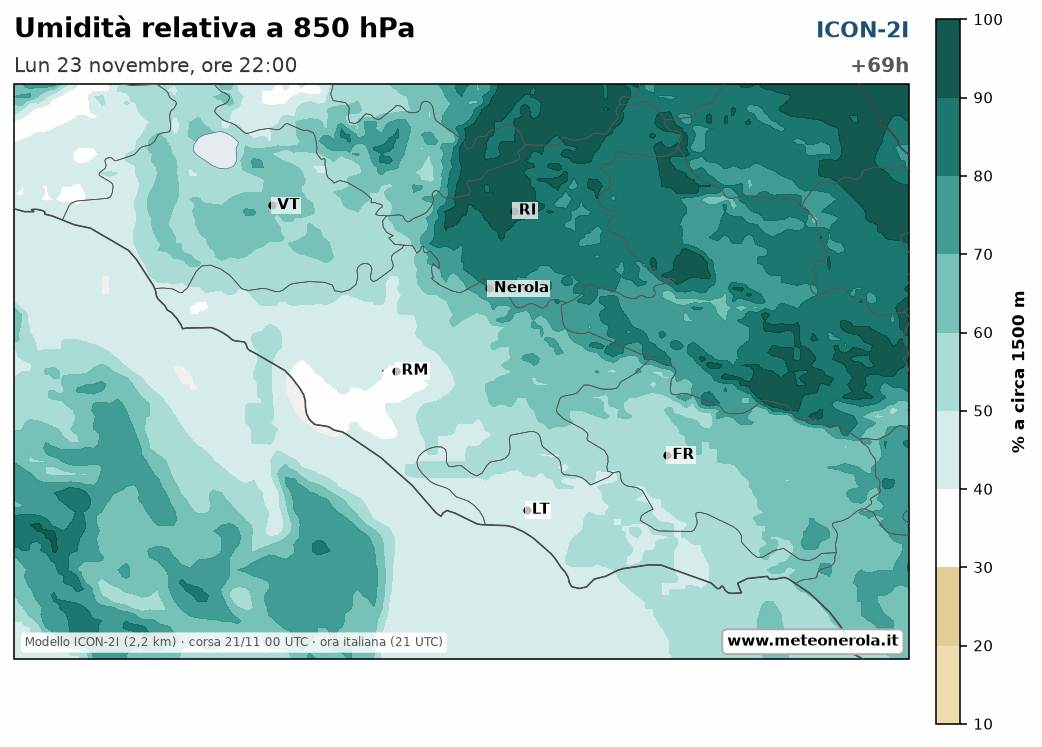 Umidità relativa a 850 hPa
ICON-2I
Lun 23 novembre, ore 22:00
+69h
100
90
80
70
60
50
40
30
20
10
% a circa 1500 m
VT
RI
Nerola
RM
FR
LT
Modello ICON-2I (2,2 km) · corsa 21/11 00 UTC · ora italiana (21 UTC)
www.meteonerola.it